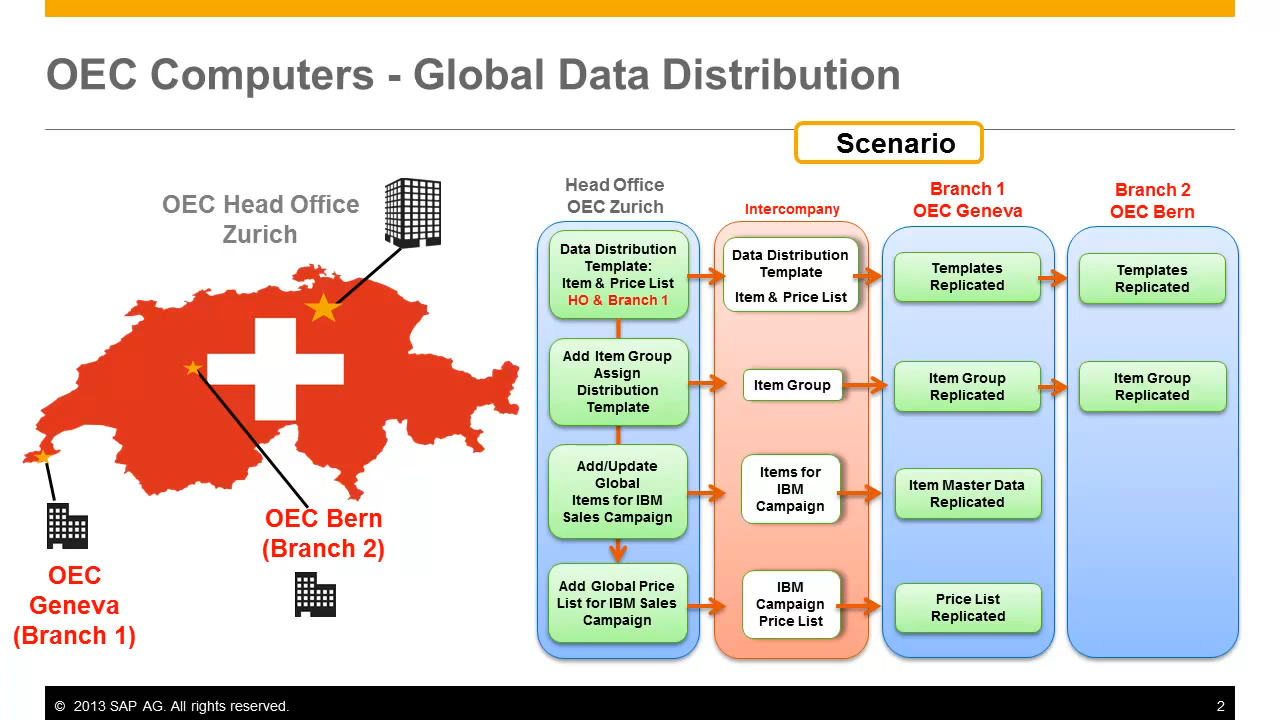 OEC Computers - Global Data Distribution
Scenario
OEC Head Office
Zurich
OEC Bern
(Branch 2)
OEC
Geneva
(Branch 1)
Head Office
OEC Zurich
Intercompany
Branch 1
OEC Geneva
Branch 2
OEC Bern
Data Distribution
Template:
Item & Price List
HO & Branch 1
Data Distribution
Template
Item & Price List
Templates
Replicated
Templates
Replicated
Add Item Group
Assign
Distribution
Template
Item Group
Item Group
Replicated
Item Group
Replicated
Add/Update
Global
Items for IBM
Sales Campaign
Items for
IBM
Campaign
Item Master Data
Replicated
Add Global Price
List for IBM Sales
Campaign
IBM
Campaign
Price List
Price List
Replicated
© 2013 SAP AG. All rights reserved.
2